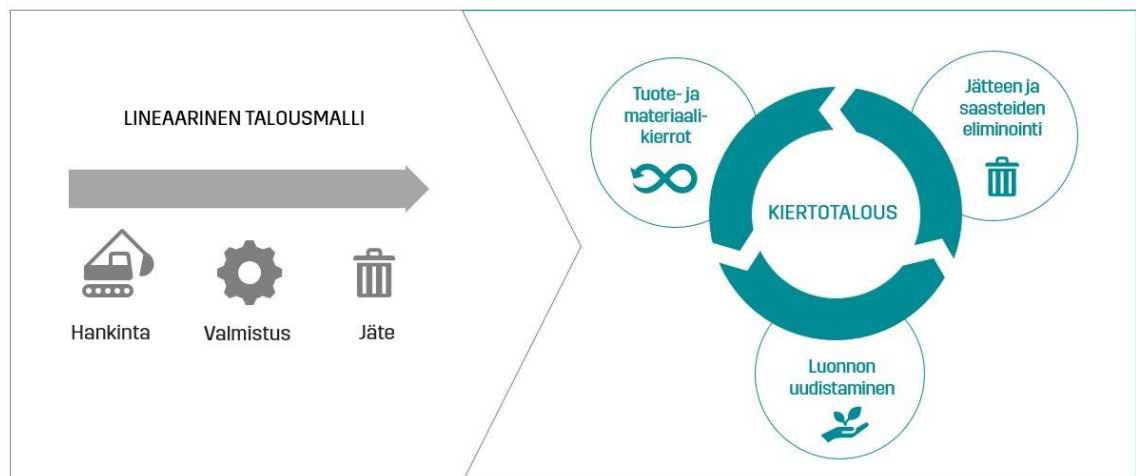 LINEAARINEN TALOUSMALLI
Hankinta
Valmistus
Jäte
Tuote- ja
materiaali-
kierrot
Jätteen ja
saasteiden
eliminointi
KIERTOTALOUS
Luonnon
uudistaminen